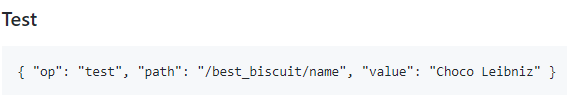 Test
{ "op": "test", "path": "/best_biscuit/name", "value": "Choco Leibniz" }